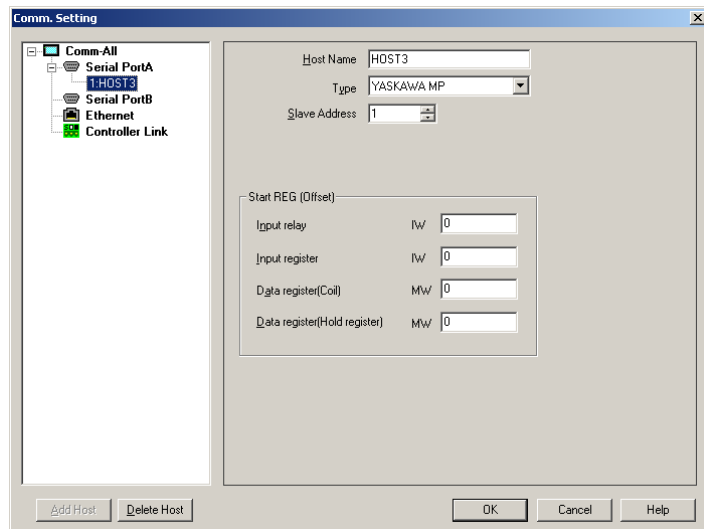 Comm. Setting
Comm-All
Serial PortA
1:HOST3
Serial PortB
Ethernet
Controller Link
Host Name HOST3
Type YASKAWA MP
Slave Address 1
Start REG (Offset)
Input relay IW 0
Input register IW 0
Data register(Coil) MW 0
Data register(Hold register) MW 0
Add Host Delete Host OK Cancel Help